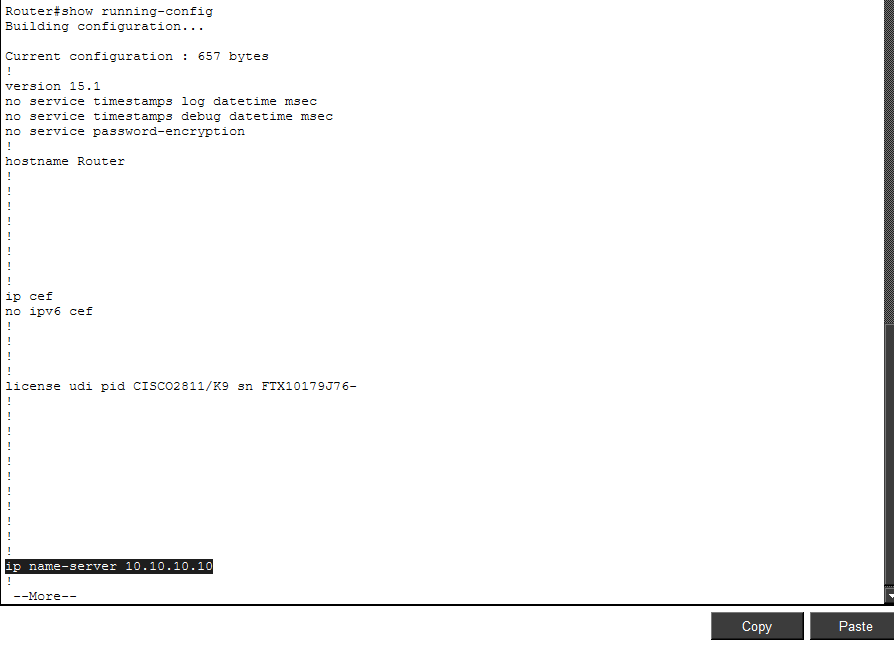 Router#show running-config
Building configuration...
Current configuration : 657 bytes
!
version 15.1
no service timestamps log datetime msec
no service timestamps debug datetime msec
no service password-encryption
!
hostname Router
!
!
!
!
!
!
!
!
ip cef
no ipv6 cef
!
!
!
!
license udi pid CISCO2811/K9 sn FTX10179J76-
!
!
!
!
!
!
!
!
!
!
!
ip name-server 10.10.10.10
!
--More--
Copy
Paste